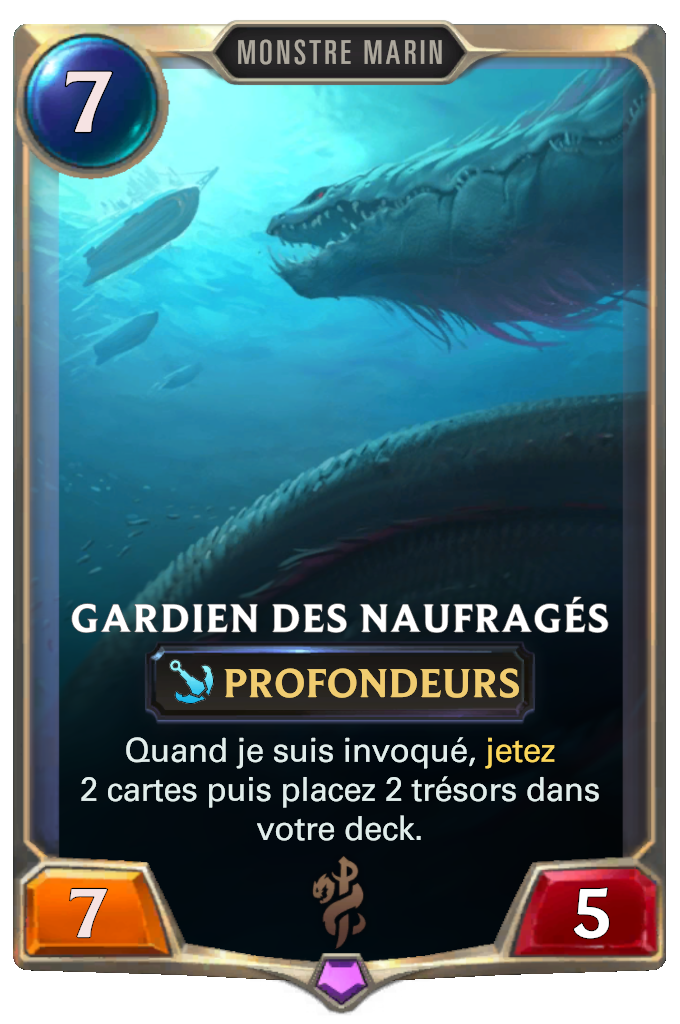 MONSTRE MARIN
7
GARDIEN DES NAUFRAGÉS
PROFONDEURS
Quand je suis invoqué, jetez
2 cartes puis placez 2 trésors dans
votre deck.
7
5